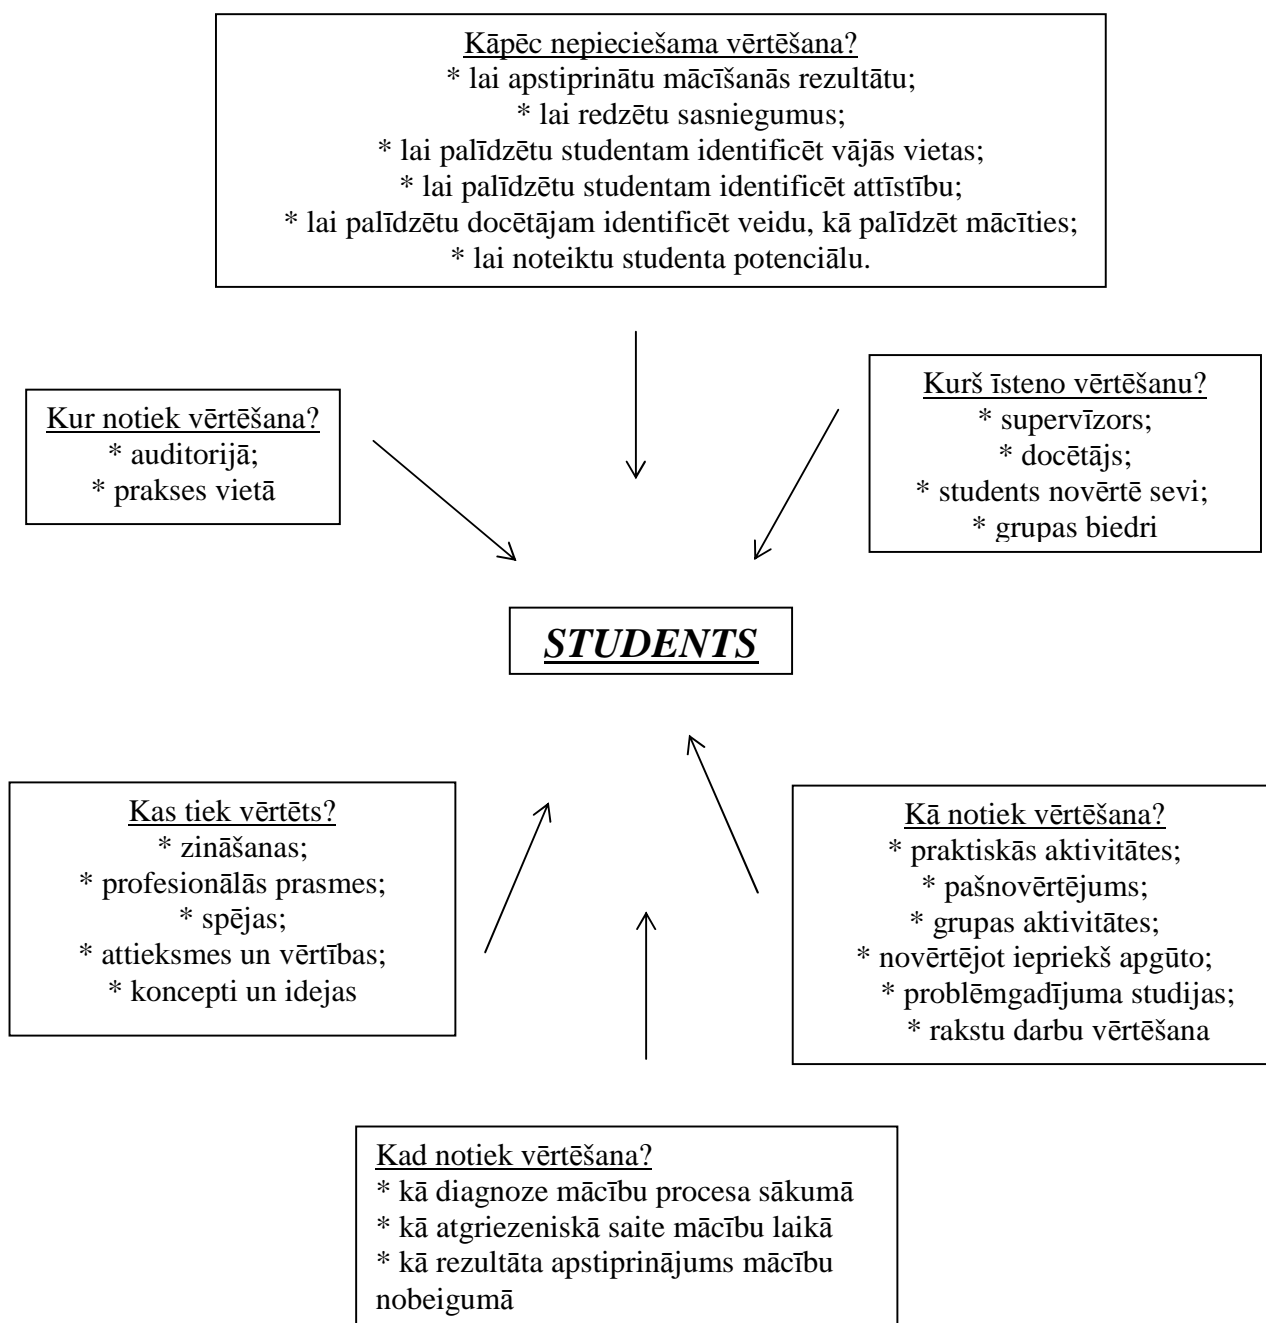 Kāpēc nepieciešama vērtēšana?
* lai apstiprinātu mācīšanās rezultātu;
* lai redzētu sasniegumus;
* lai palīdzētu studentam identificēt vājās vietas;
* lai palīdzētu studentam identificēt attīstību;
* lai palīdzētu docētājam identificēt veidu, kā palīdzēt mācīties;
* lai noteiktu studenta potenciālu.
Kur notiek vērtēšana?
* auditorijā;
* prakses vietā
Kurš īsteno vērtēšanu?
* supervīzors;
* docētājs;
* students novērtē sevi;
* grupas biedri
STUDENTS
Kas tiek vērtēts?
* zināšanas;
* profesionālās prasmes;
* spējas;
* attieksmes un vērtības;
* koncepti un idejas
Kā notiek vērtēšana?
* praktiskās aktivitātes;
* pašnovērtējums;
* grupas aktivitātes;
* novērtējot iepriekš apgūto;
* problēmgadījuma studijas;
* rakstu darbu vērtēšana
Kad notiek vērtēšana?
* kā diagnoze mācību procesa sākumā
* kā atgriezeniskā saite mācību laikā
* kā rezultāta apstiprinājums mācību
nobeigumā